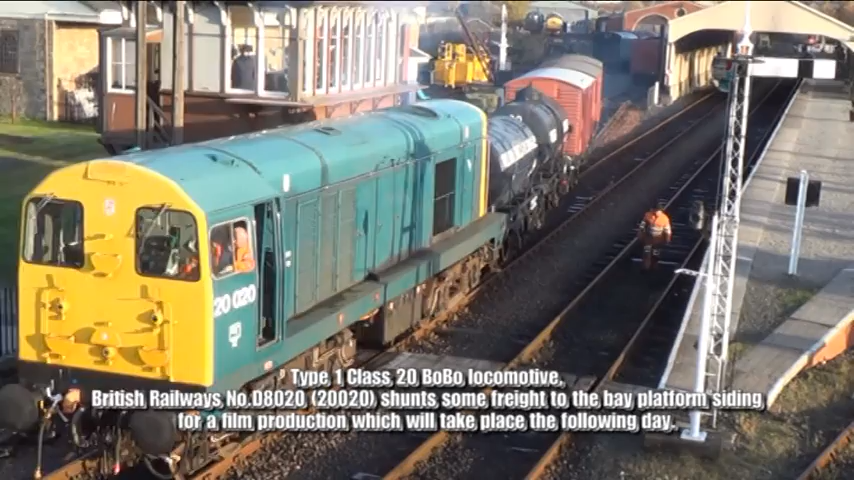 20 020
Type 1 Class 20 BoBo locomotive,
British Railways No.D8020 (20020) shunts some freight to the bay platform siding
for a film production which will take place the following day.